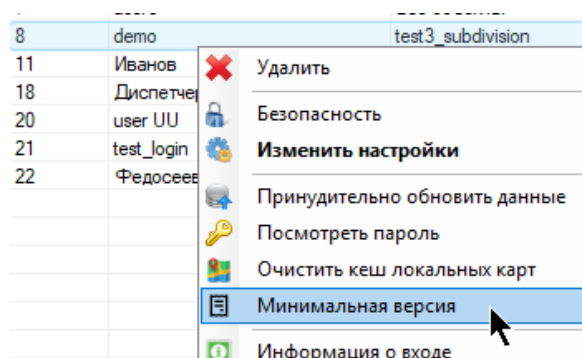 8 demo test3_subdivision
11 Иванов
Удалить
18
20 user UU
Безопасность
21 test_login
Изменить настройки
22
Принудительно обновить данные
Посмотреть пароль
Очистить кеш локальных карт
Минимальная версия
Информация о входе